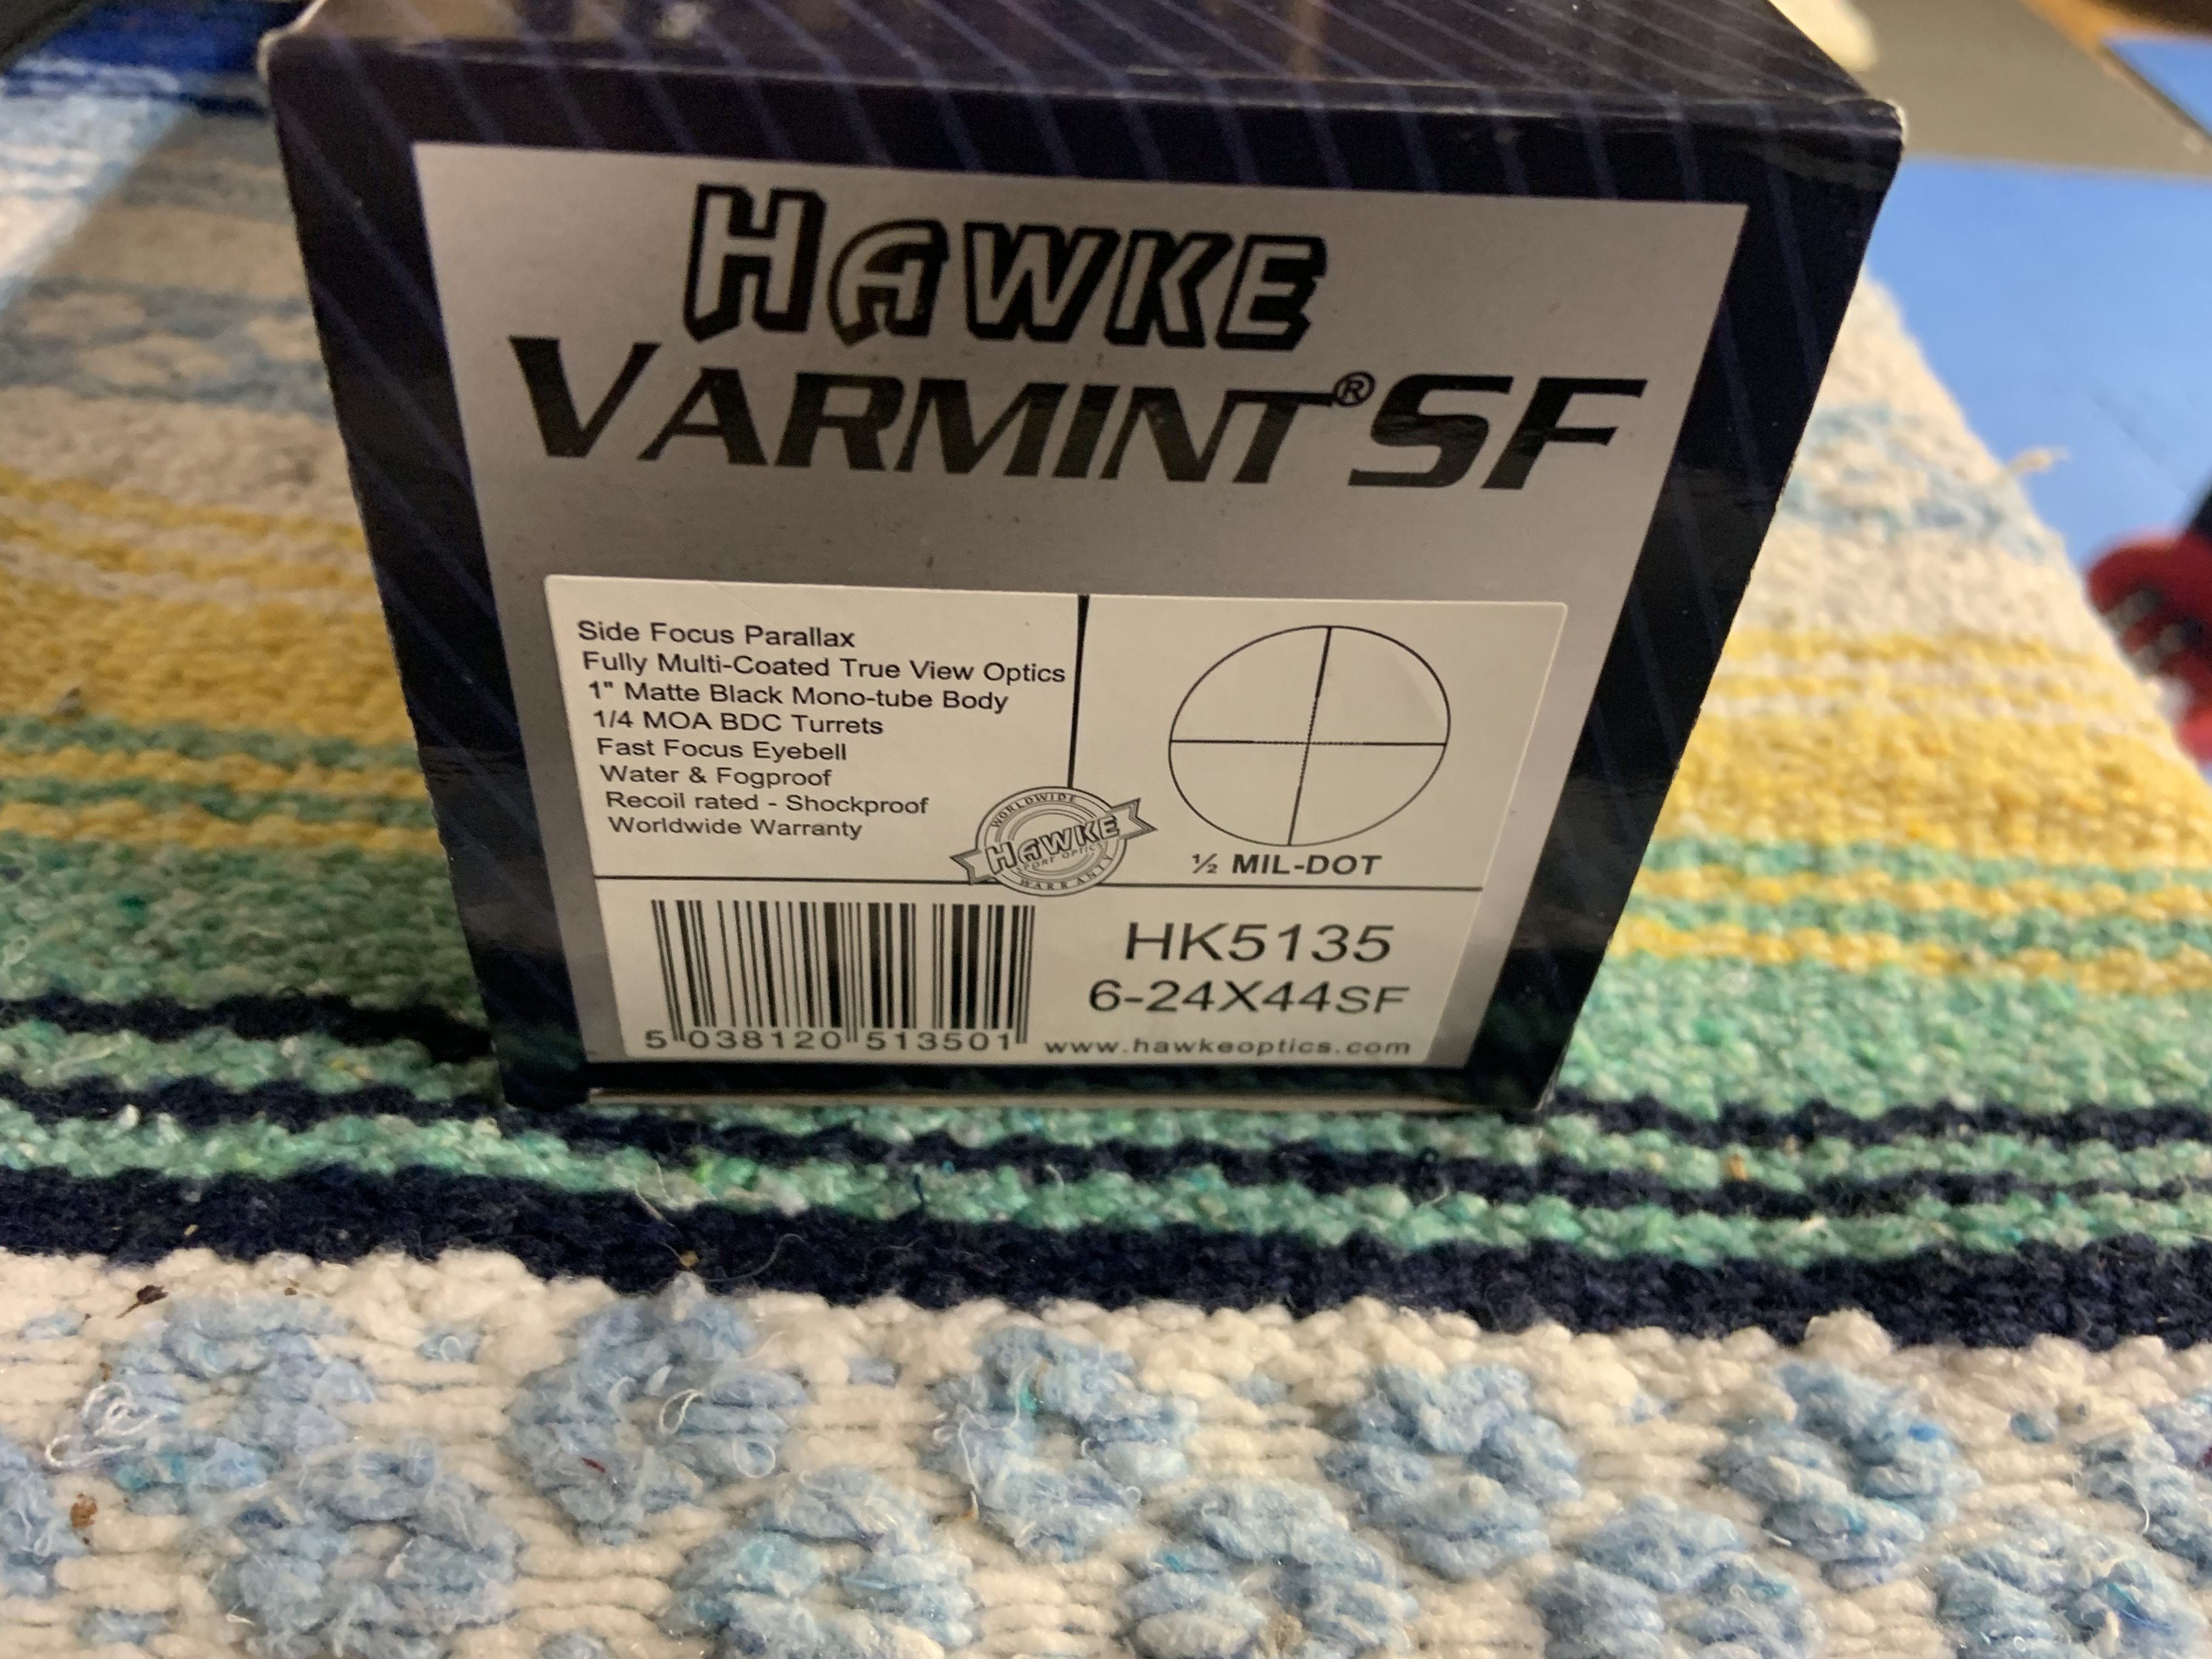 HAWKE
VARMINT® SF
Side Focus Parallax
Fully Multi-Coated True View Optics
1" Matte Black Mono-tube Body
1/4 MOA BDC Turrets
Fast Focus Eyebell
Water & Fogproof
Recoil rated - Shockproof
Worldwide Warranty
WORLDWIDE
HAWKE
SPORT OPTICS
WARRANTY
½ MIL-DOT
HK5135
6-24X44SF
5 038120 513501
www.hawkeoptics.com